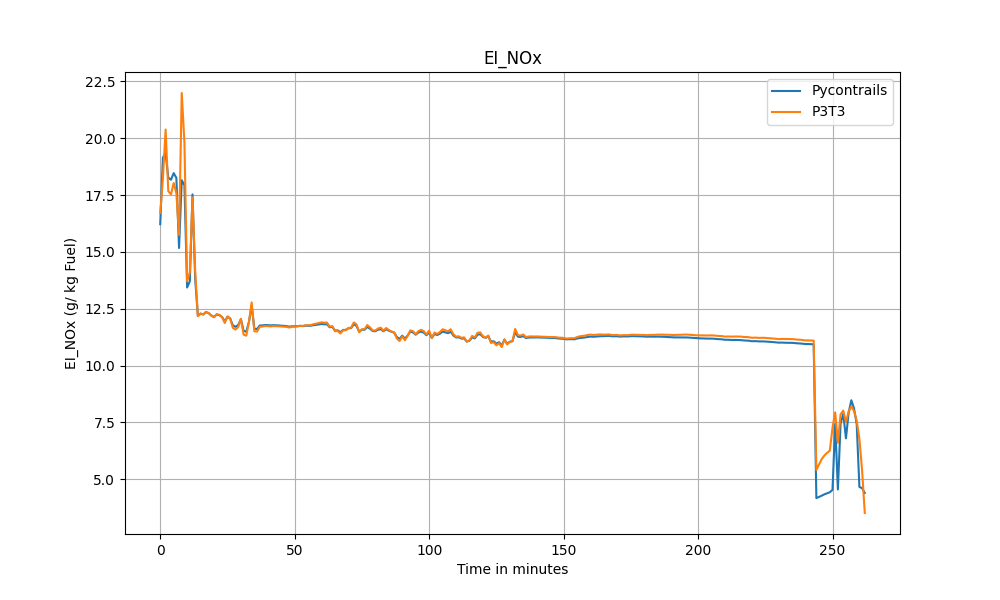 EI_NOx
Pycontrails
P3T3
EI_NOx (g/ kg Fuel)
22.5
20.0
17.5
15.0
12.5
10.0
7.5
5.0
0 50 100 150 200 250
Time in minutes